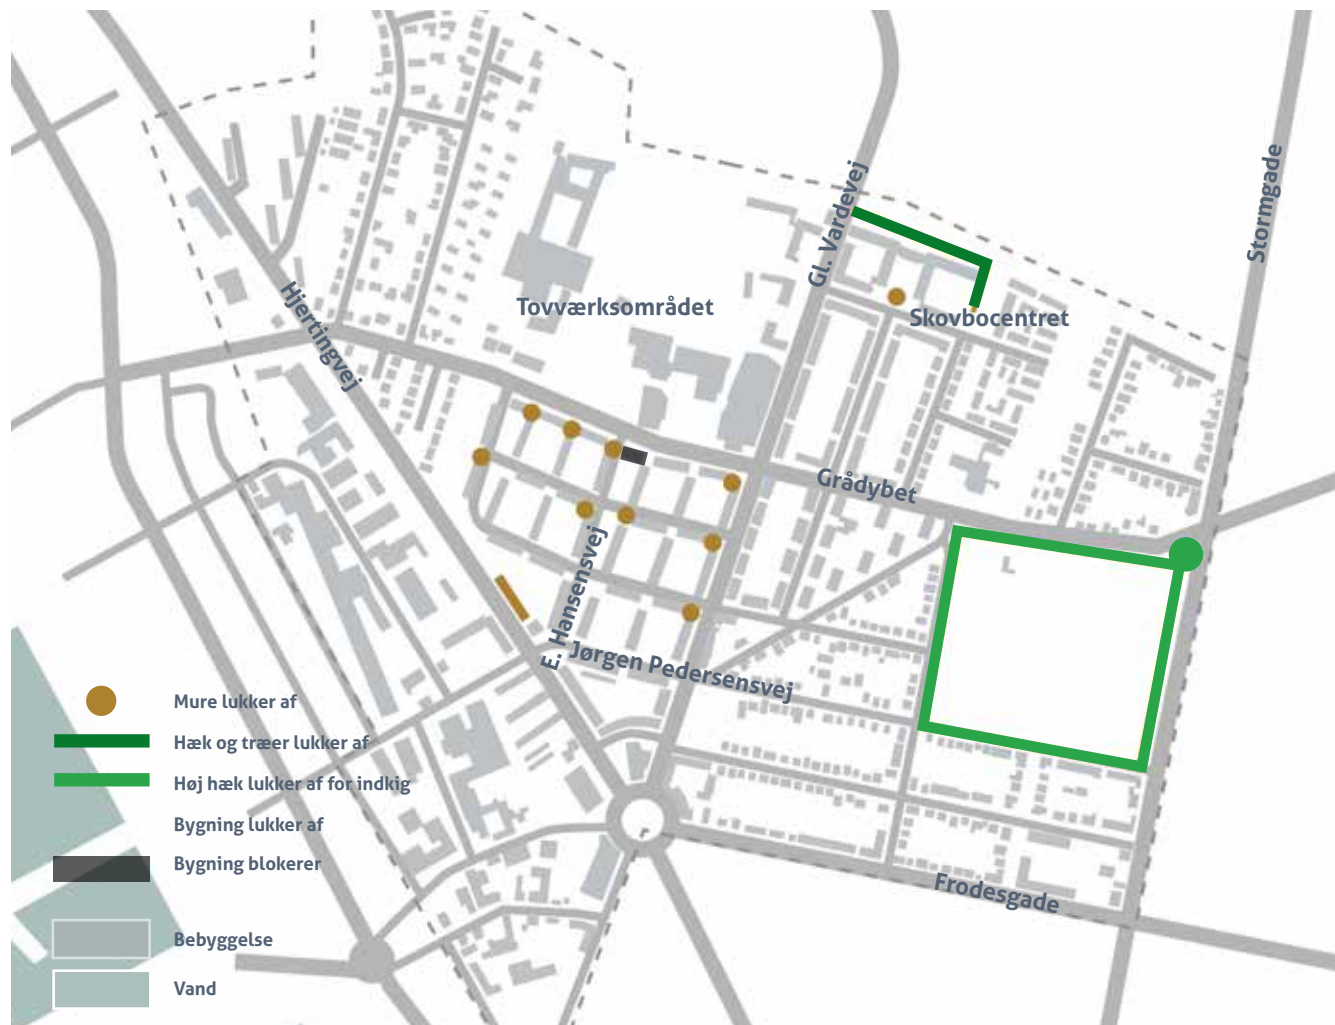 Gl. Vardevej
Stormgade
Hjertingvej
Tovværksområdet
Skovbocentret
Grådybet
E. Hansensvej
Jørgen Pedersensvej
Frodesgade
Mure lukker af
Hæk og træer lukker af
Høj hæk lukker af for indkig
Bygning lukker af
Bygning blokerer
Bebyggelse
Vand